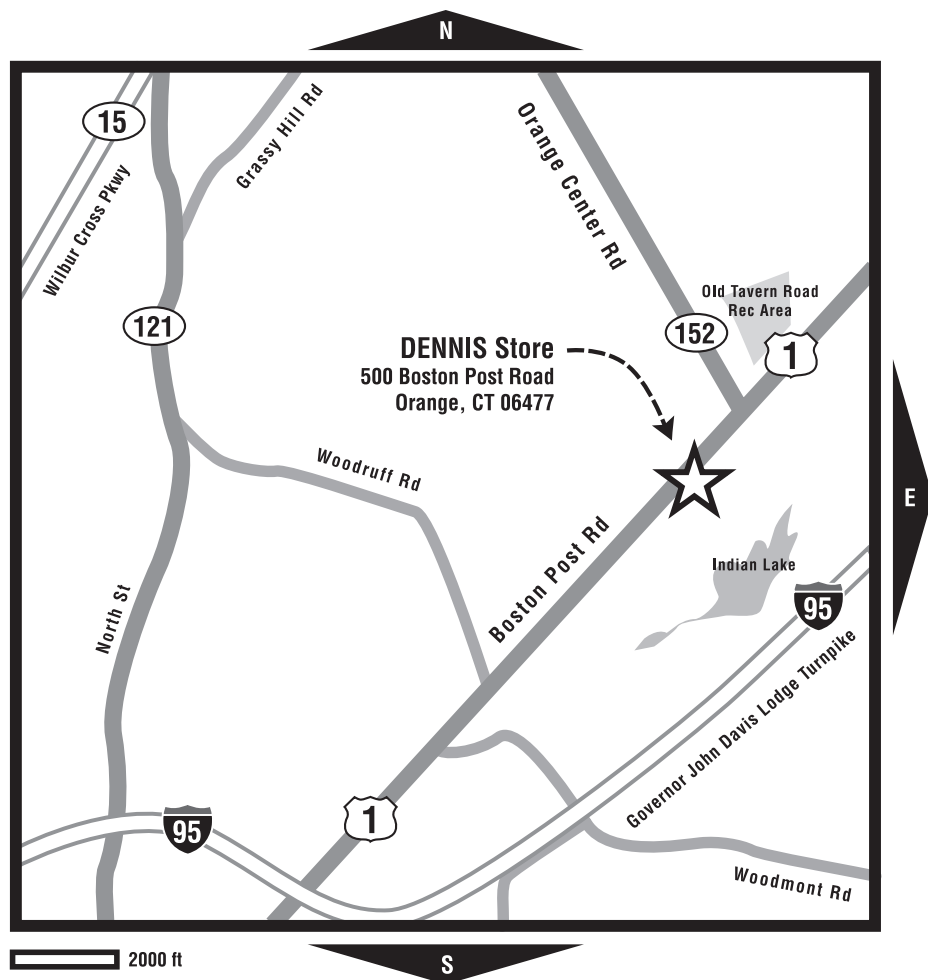 N
15
Wilbur Cross Pkwy
Grassy Hill Rd
Orange Center Rd
121
152
Old Tavern Road
Rec Area
1
DENNIS Store
500 Boston Post Road
Orange, CT 06477
E
Woodruff Rd
Boston Post Rd
Indian Lake
95
North St
Governor John Davis Lodge Turnpike
1
95
Woodmont Rd
2000 ft
S